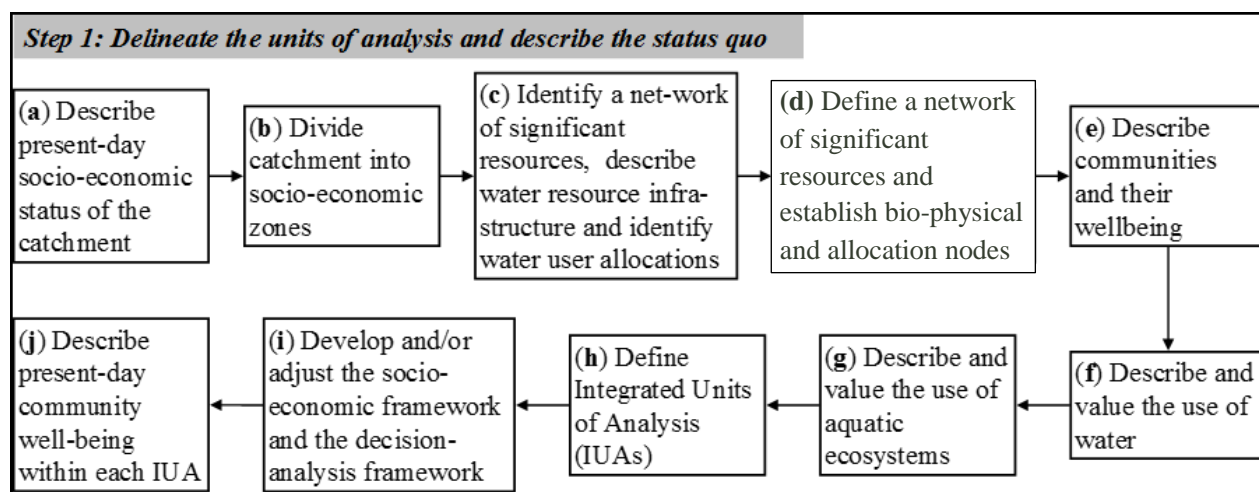 Step 1: Delineate the units of analysis and describe the status quo
(a) Describe
present-day
socio-economic
status of the
catchment
(b) Divide
catchment into
socio-economic
zones
(c) Identify a net-work
of significant
resources, describe
water resource infra-
structure and identify
water user allocations
(d) Define a network
of significant
resources and
establish bio-physical
and allocation nodes
(e) Describe
communities
and their
wellbeing
(f) Describe and
value the use of
water
(g) Describe and
value the use of
aquatic
ecosystems
(h) Define
Integrated Units
of Analysis
(IUAs)
(i) Develop and/or
adjust the socio-
economic framework
and the decision-
analysis framework
(j) Describe
present-day
community
well-being
within each IUA